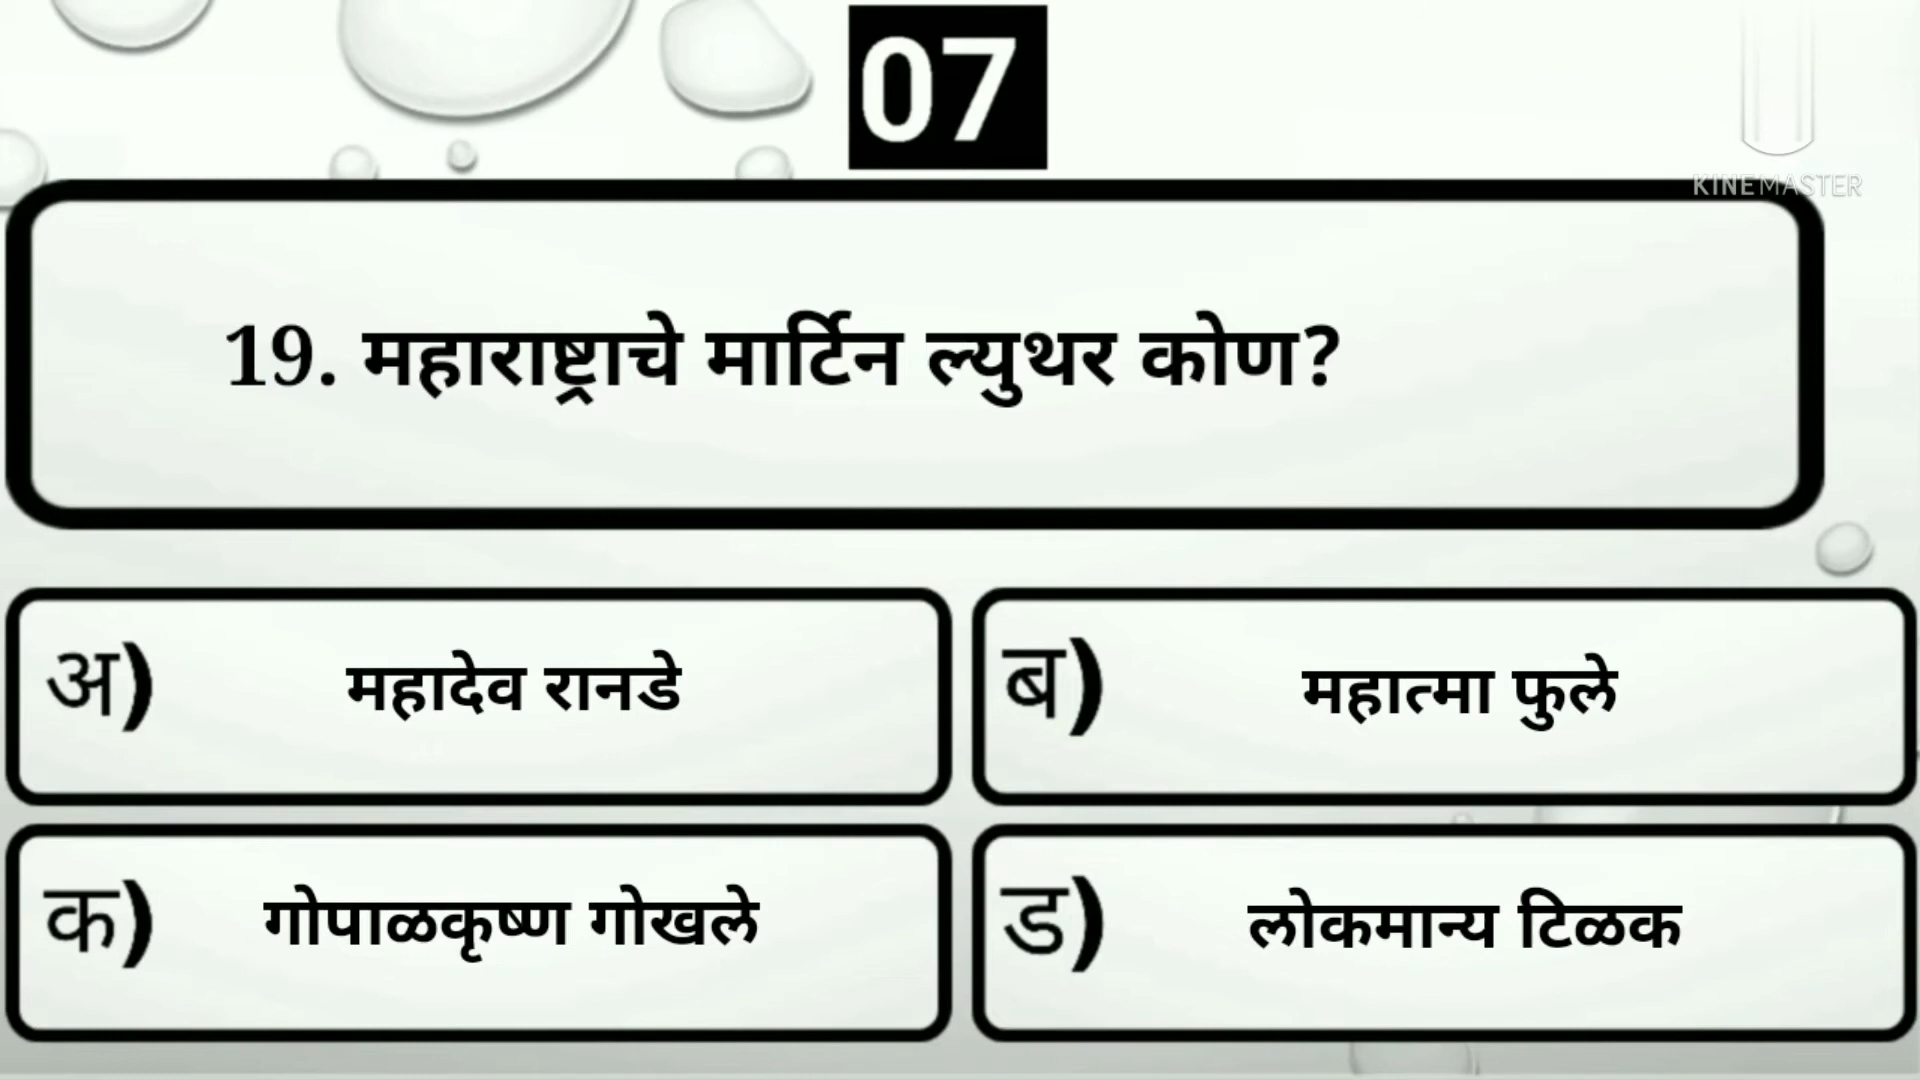 07
KINEMASTER
19. महाराष्ट्राचे मार्टिन ल्युथर कोण?
अ) महादेव रानडे
ब) महात्मा फुले
क) गोपाळकृष्ण गोखले
ड) लोकमान्य टिळक